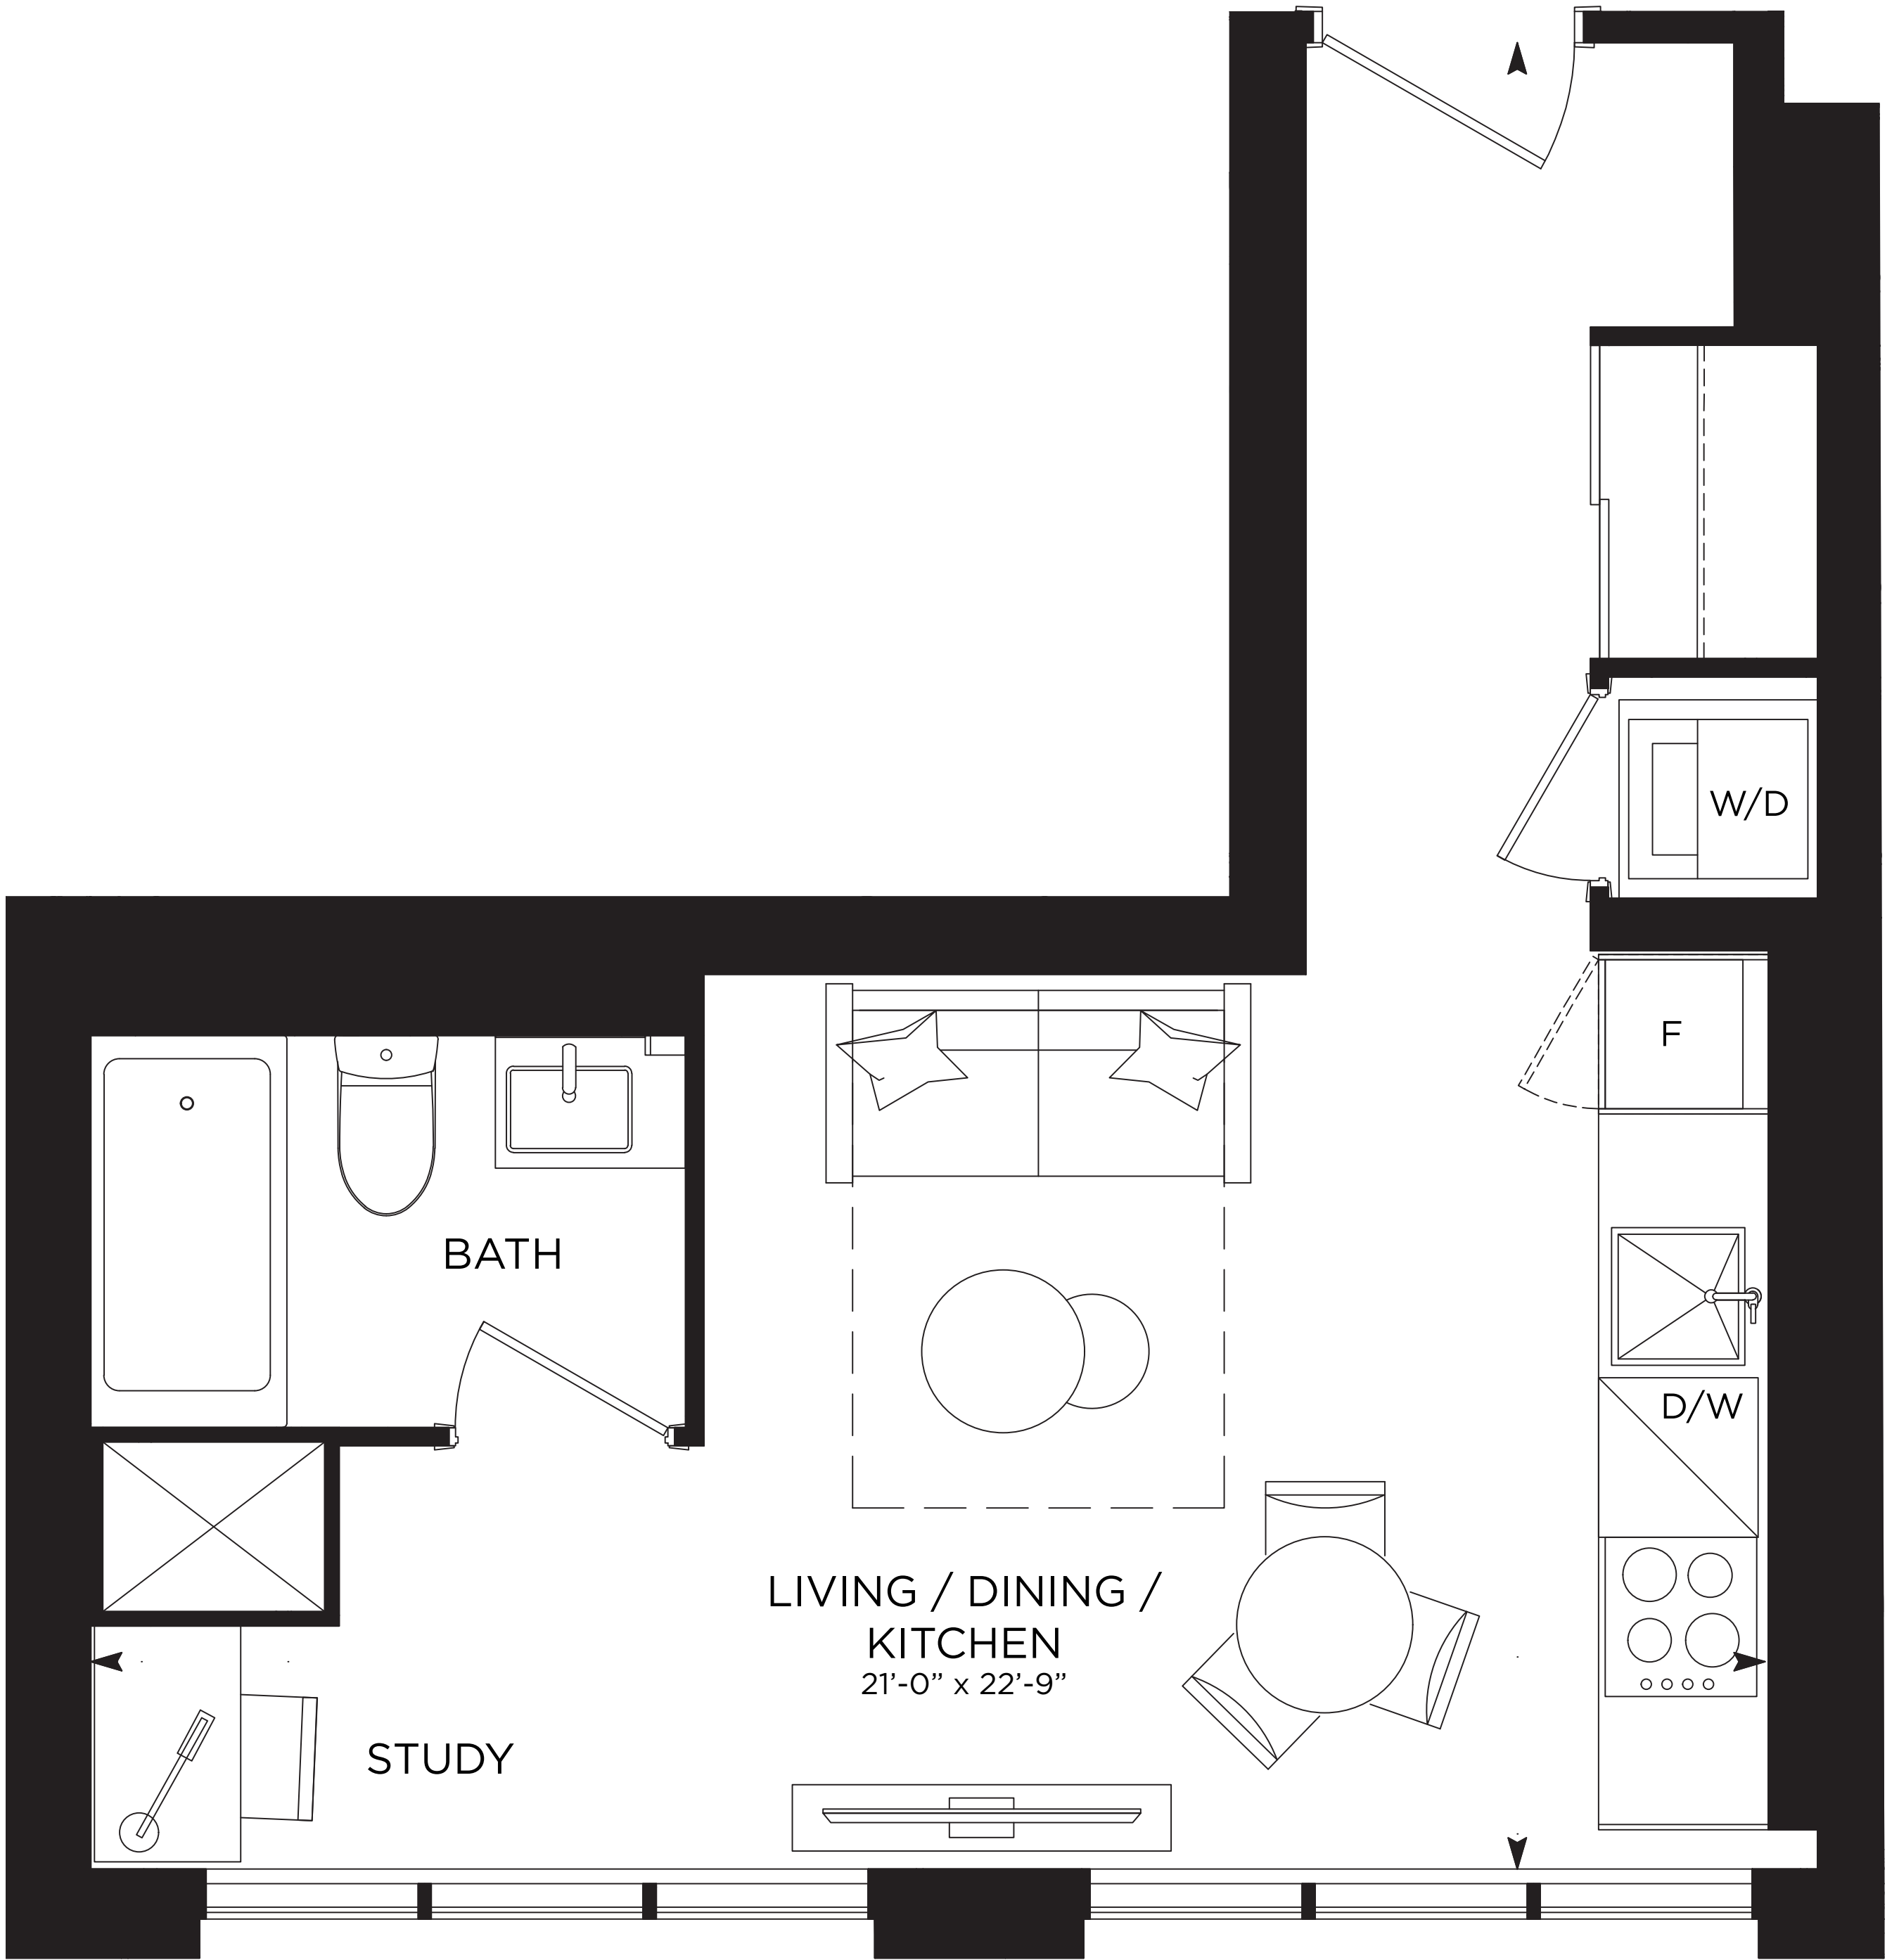 W/D
F
BATH
D/W
LIVING / DINING /
KITCHEN
21’-0” x 22’-9”
STUDY